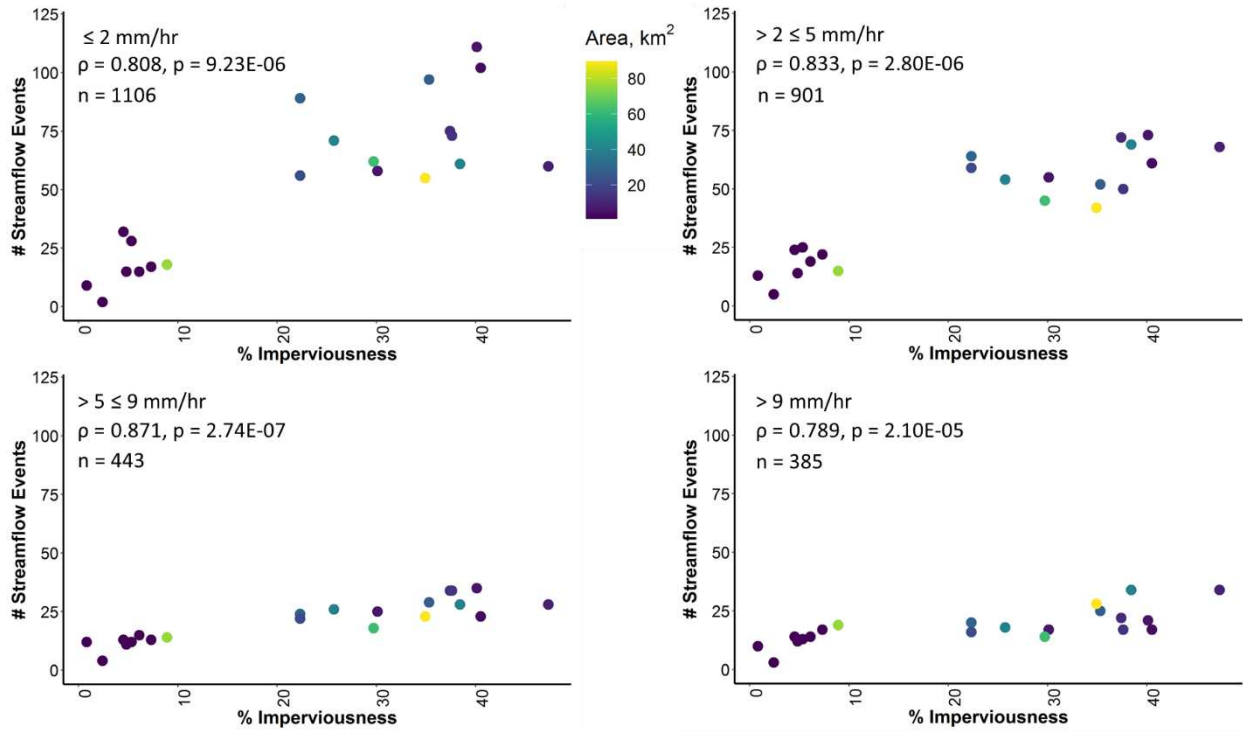 125
100
75
50
25
0
# Streamflow Events
≤ 2 mm/hr
ρ = 0.808, p = 9.23E-06
n = 1106
0
10
20
30
40
% Imperviousness
Area, km²
80
60
40
20
125
100
75
50
25
0
# Streamflow Events
> 2 ≤ 5 mm/hr
ρ = 0.833, p = 2.80E-06
n = 901
0
10
20
30
40
% Imperviousness
125
100
75
50
25
0
# Streamflow Events
> 5 ≤ 9 mm/hr
ρ = 0.871, p = 2.74E-07
n = 443
0
10
20
30
40
% Imperviousness
125
100
75
50
25
0
# Streamflow Events
> 9 mm/hr
ρ = 0.789, p = 2.10E-05
n = 385
0
10
20
30
40
% Imperviousness